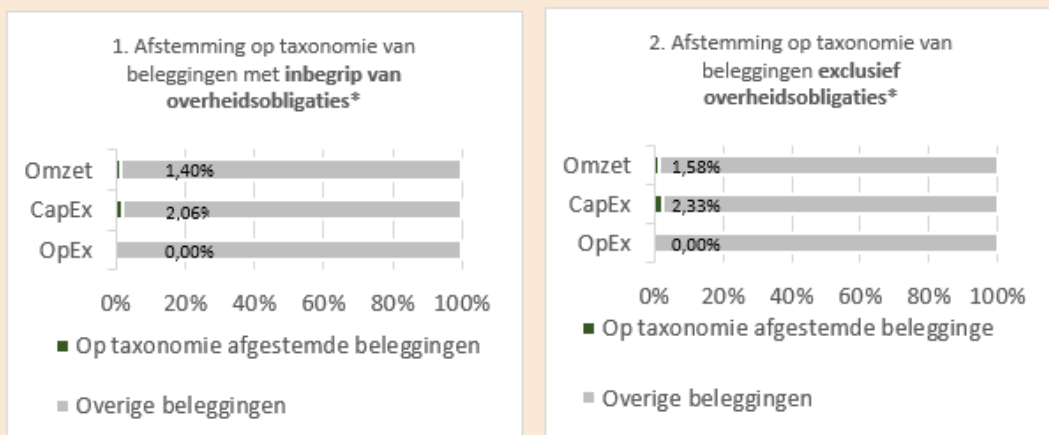 1. Afstemming op taxonomie van
beleggingen met inbegrip van
overheidsobligaties*
Omzet
1,40%
CapEx
2,06%
OpEx
0,00%
0% 20% 40% 60% 80% 100%
Op taxonomie afgestemde beleggingen
Overige beleggingen
2. Afstemming op taxonomie van
beleggingen exclusief
overheidsobligaties*
Omzet
1,58%
CapEx
2,33%
OpEx
0,00%
0% 20% 40% 60% 80% 100%
Op taxonomie afgestemde belegginge
Overige beleggingen